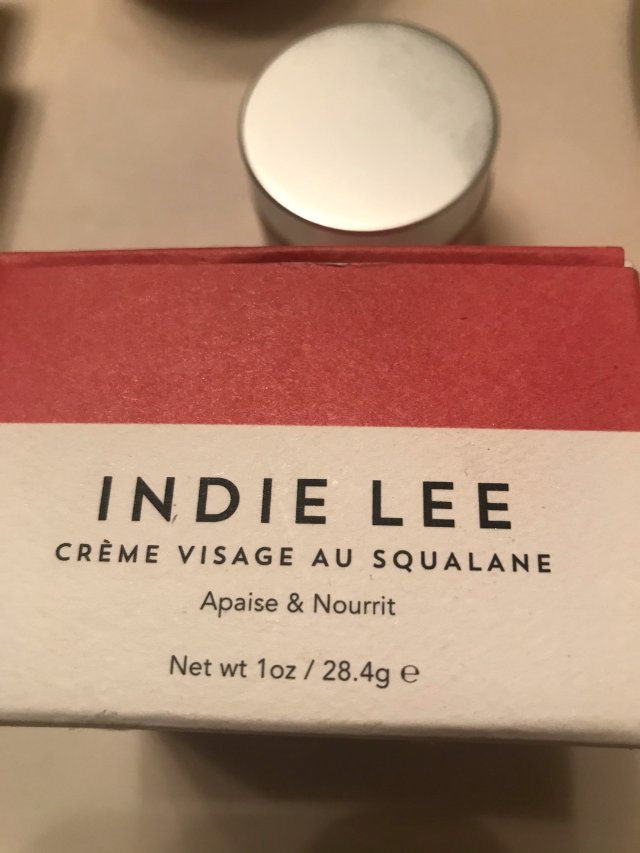 INDIE LEE
CRÈME VISAGE AU SQUALANE
Apaise & Nourrit
Net wt 1oz / 28.4g ℮